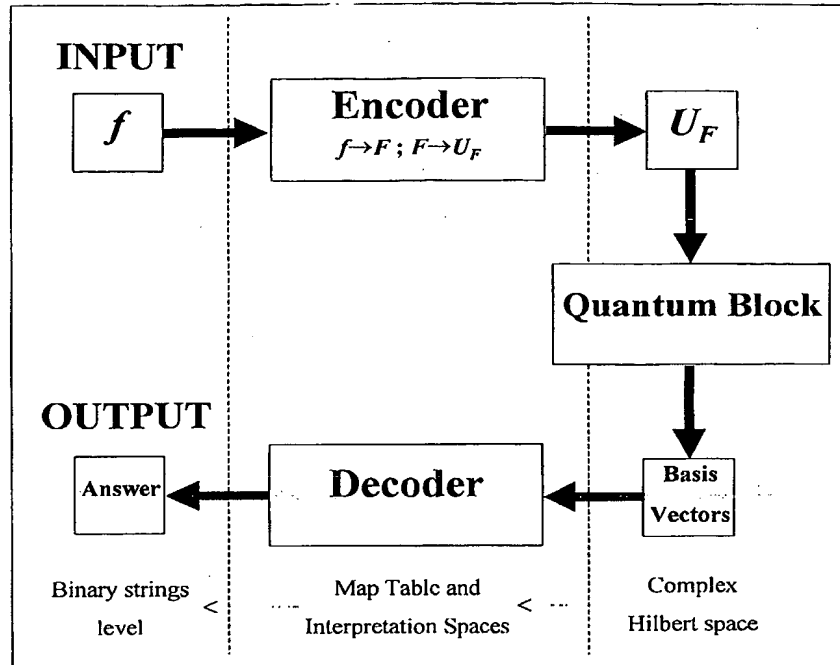 INPUT
f
Encoder
f→F ; F→U_F
U_F
Quantum Block
OUTPUT
Answer
Decoder
Basis
Vectors
Binary strings
level
<
Map Table and
Interpretation Spaces
<
Complex
Hilbert space